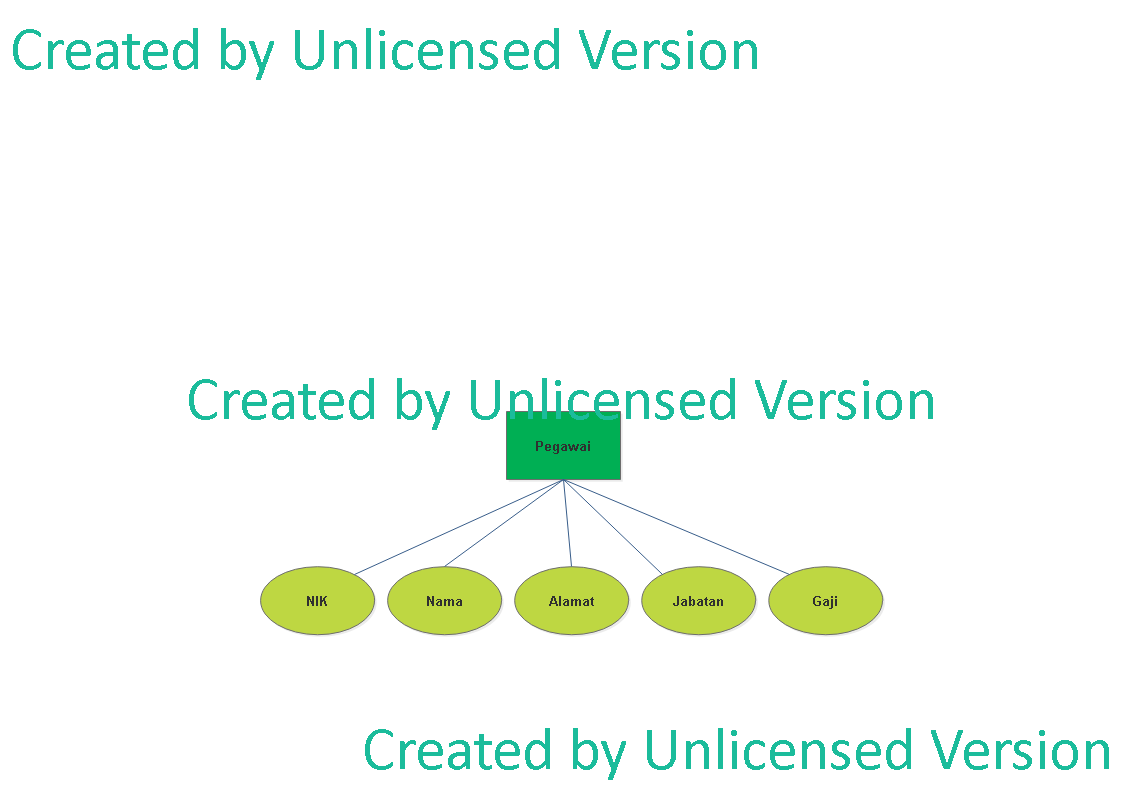 Created by Unlicensed Version
Created by Unlicensed Version
Pegawai
NIK Nama Alamat Jabatan Gaji
Created by Unlicensed Version